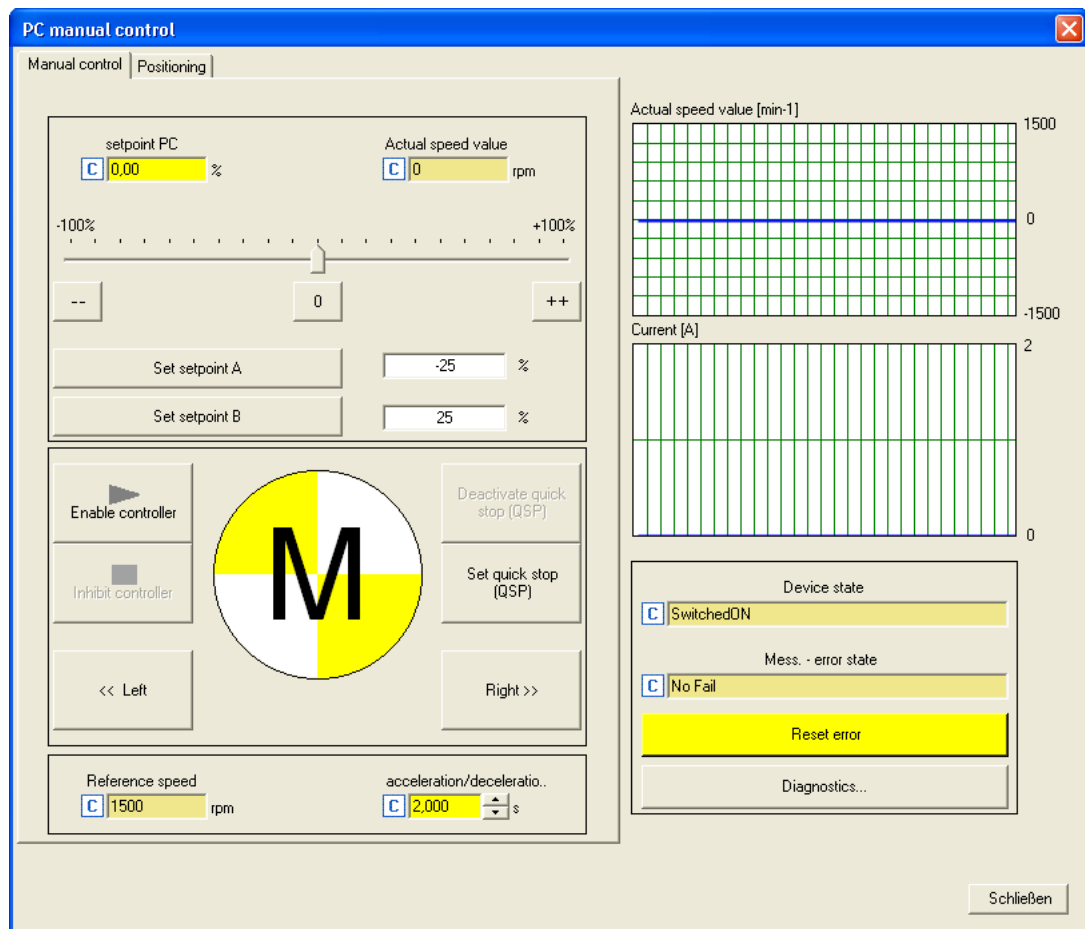 PC manual control
Manual control
Positioning
setpoint PC
C 0,00 %
Actual speed value
C 0 rpm
-100% +100%
-- 0 ++
Set setpoint A -25 %
Set setpoint B 25 %
Enable controller
Inhibit controller
M
Deactivate quick
stop (QSP)
Set quick stop
(QSP)
<< Left
Right >>
Reference speed
C 1500 rpm
acceleration/deceleratio..
C 2,000 s
Actual speed value [min-1]
1500
0
-1500
Current [A]
2
0
Device state
C SwitchedON
Mess. - error state
C No Fail
Reset error
Diagnostics...
Schließen